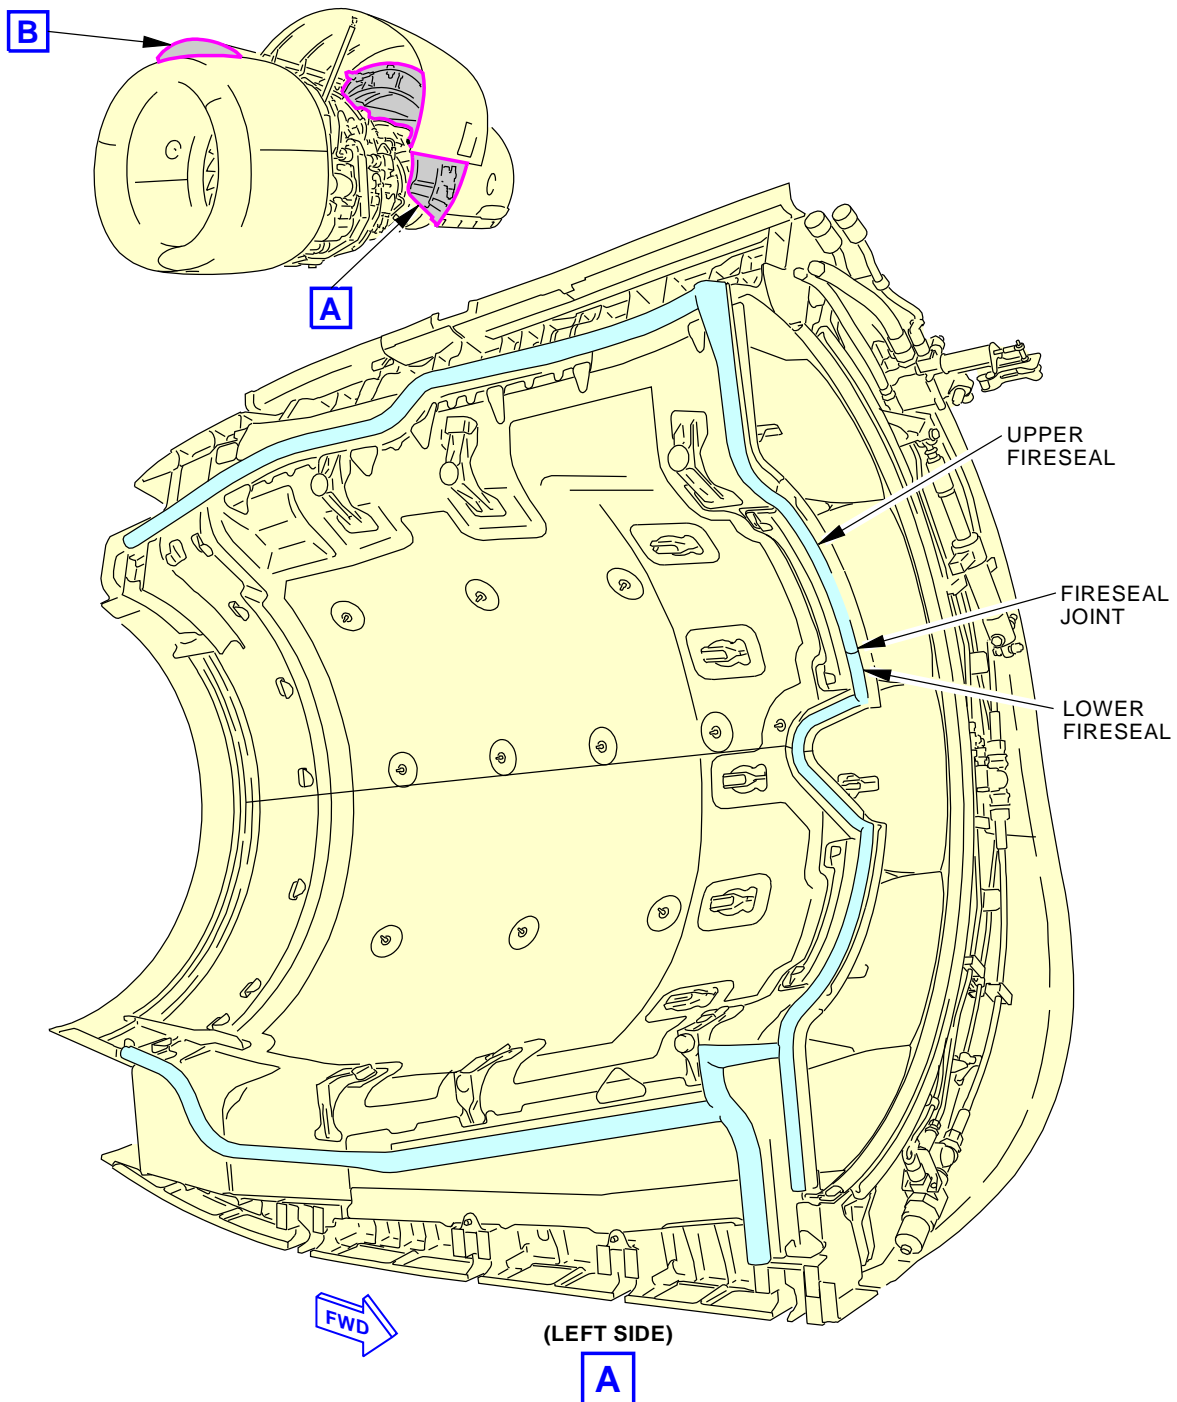 B
A
UPPER
FIRESEAL
FIRESEAL
JOINT
LOWER
FIRESEAL
FWD
(LEFT SIDE)
A